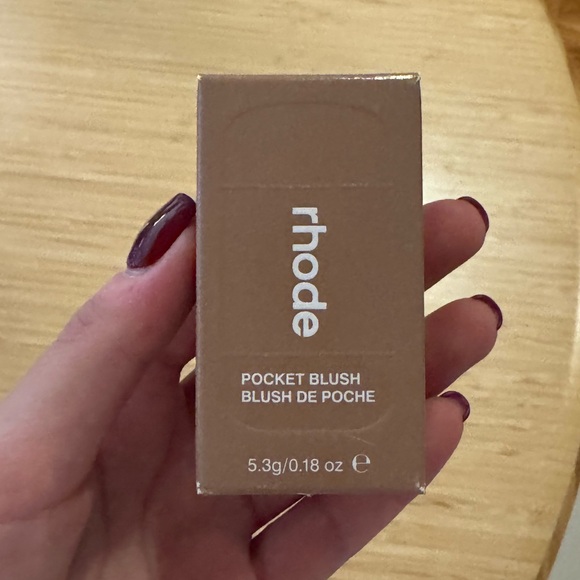 rhode
POCKET BLUSH
BLUSH DE POCHE
5.3g/0.18 oz ℮